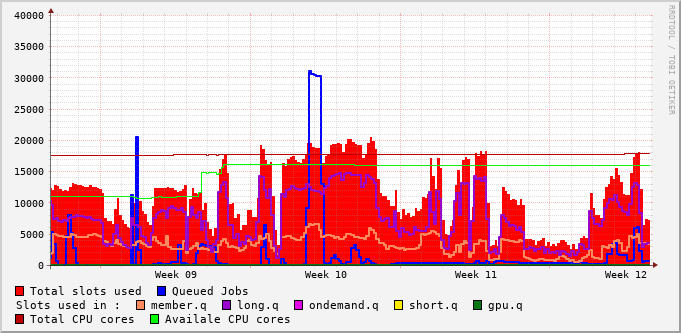 40000
35000
30000
25000
20000
15000
10000
5000
0
Week 09 Week 10 Week 11 Week 12
RRDTOOL / TOBI OETIKER
Total slots used Queued Jobs
Slots used in : member.q long.q ondemand.q short.q gpu.q
Total CPU cores Availale CPU cores